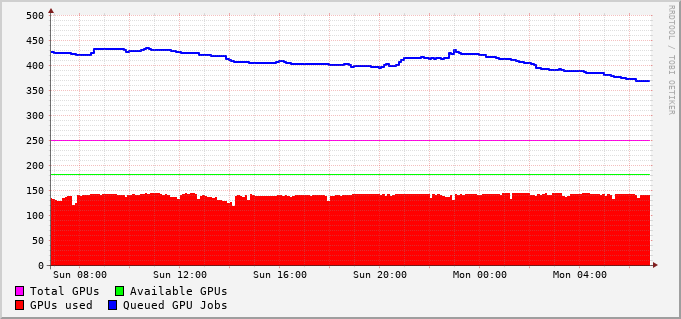 500
450
400
350
300
250
200
150
100
50
0
Sun 08:00 Sun 12:00 Sun 16:00 Sun 20:00 Mon 00:00 Mon 04:00
Total GPUs Available GPUs
GPUs used Queued GPU Jobs
RRDTOOL / TOBI OETIKER